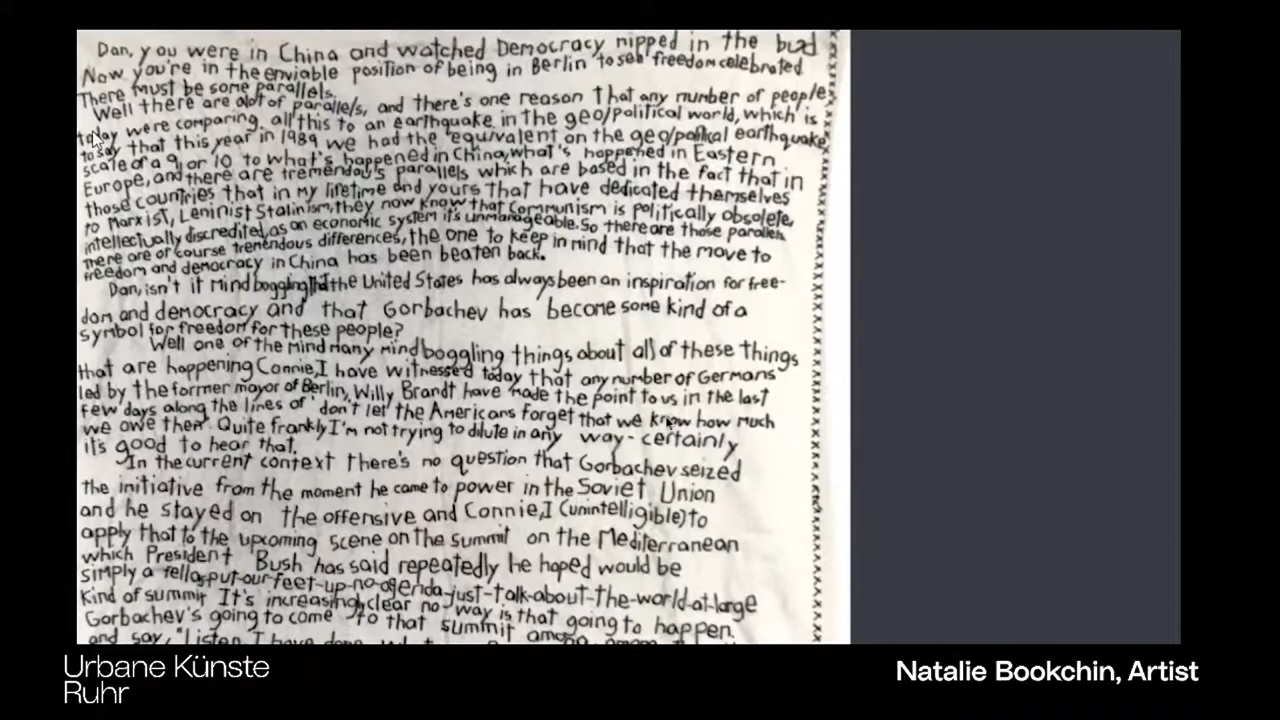 Dan, you were in China and watched Democracy nipped in the bud
Now you're in the enviable position of being in Berlin to see freedom celebrated
There must be some parallels.
Well there are alot of parallels, and there's one reason that any number of people
today were comparing all this to an earthquake in the geo/political world, which is
to say that this year in 1989 we had the equivalent on the geo/political earthquake
scale of a 9 or 10 to what's happened in China, what's happened in Eastern
Europe, and there are tremendous parallels which are based in the fact that in
those countries that in my lifetime and yours that have dedicated themselves
to Marxist, Leninist Stalinism, they now know that Communism is politically obsolete,
intellectually discredited, as an economic system it's unmanageable. So there are those parallels
There are of course tremendous differences, the one to keep in mind that the move to
freedom and democracy in China has been beaten back.
Dan, isn't it mind boggling that the United States has always been an inspiration for free-
dom and democracy and that Gorbachev has become some kind of a
symbol for freedom for these people?
Well one of the mind many mind boggling things about all of these things
that are happening Connie, I have witnessed today that any number of Germans
led by the former mayor of Berlin, Willy Brandt have made the point to us in the last
few days along the lines of 'don't let the Americans forget that we know how much
we owe them. Quite frankly I'm not trying to dilute in any way - certainly
it's good to hear that.
In the current context there's no question that Gorbachev seized
the initiative from the moment he came to power in the Soviet Union
and he stayed on the offensive and Connie, I (unintelligible) to
apply that to the upcoming scene on the summit on the Mediterranean
which President Bush has said repeatedly he hoped would be
simply a fellas-put-our-feet-up-no-agenda-just-talk-about-the-world-at-large
kind of summit It's increasingly clear no-way is that going to happen.
Gorbachev's going to come to that summit among among
and say, "Listen, I have done
Urbane Künste
Ruhr
Natalie Bookchin, Artist